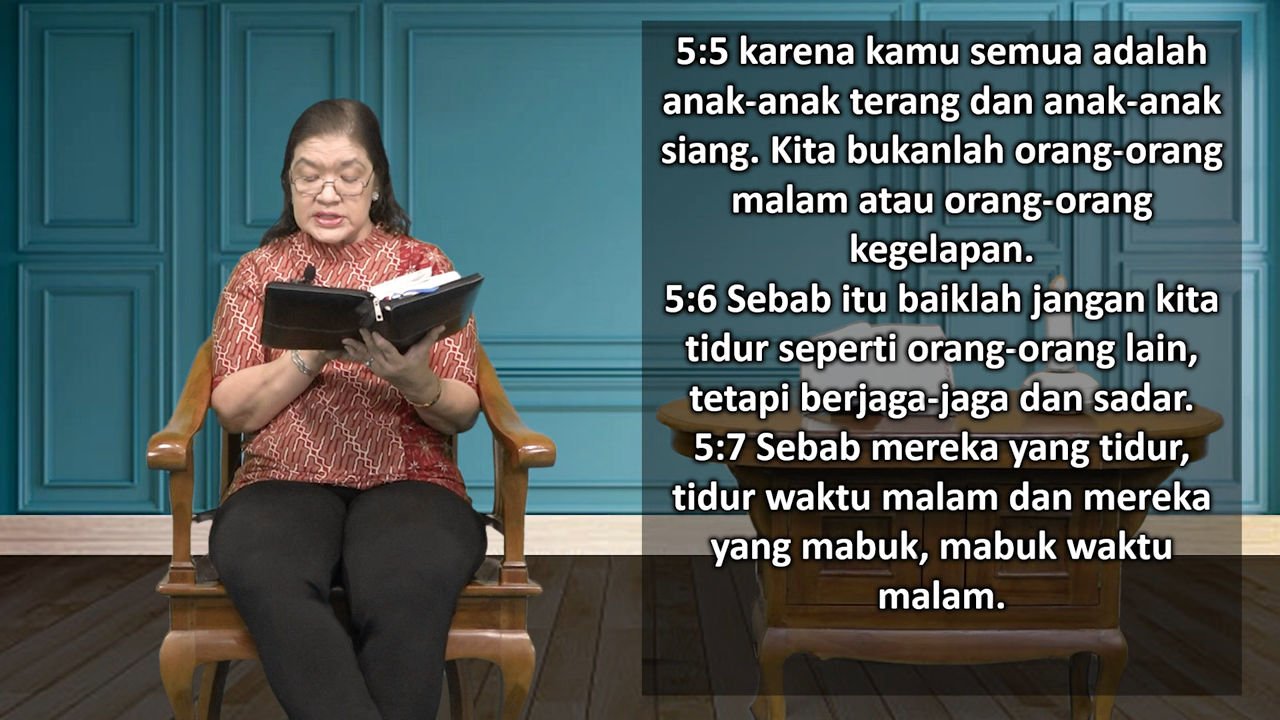 5:5 karena kamu semua adalah
anak-anak terang dan anak-anak
siang. Kita bukanlah orang-orang
malam atau orang-orang
kegelapan.
5:6 Sebab itu baiklah jangan kita
tidur seperti orang-orang lain,
tetapi berjaga-jaga dan sadar.
5:7 Sebab mereka yang tidur,
tidur waktu malam dan mereka
yang mabuk, mabuk waktu
malam.